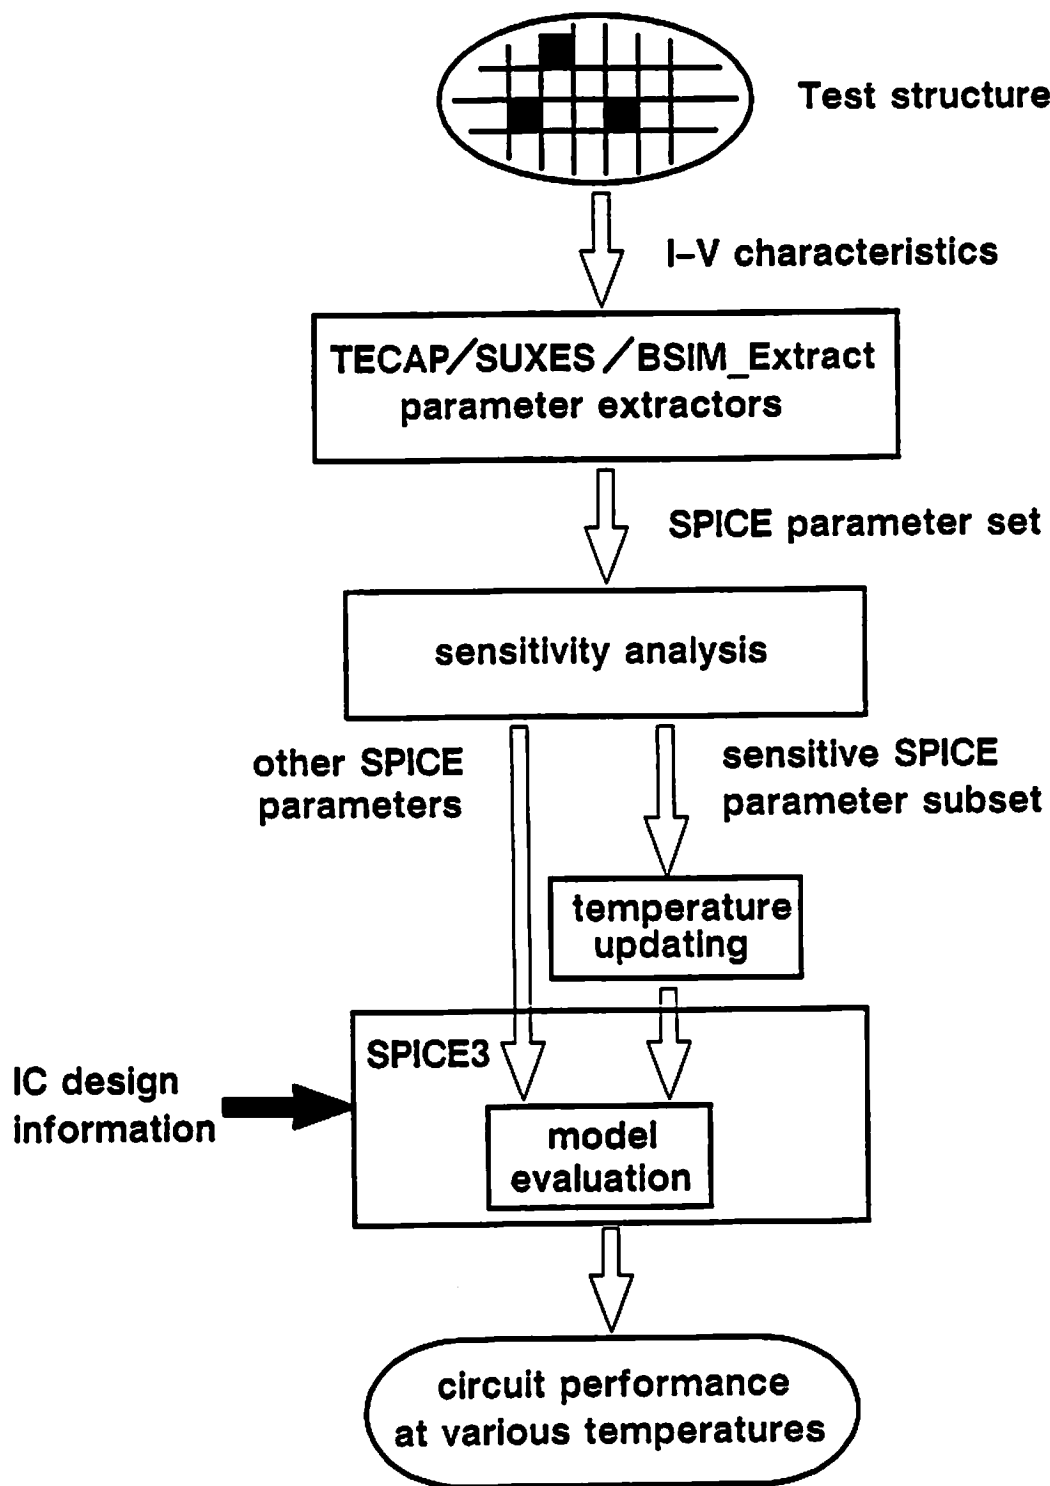 Test structure
I–V characteristics
TECAP/SUXES/BSIM_Extract
parameter extractors
SPICE parameter set
sensitivity analysis
other SPICE
parameters
sensitive SPICE
parameter subset
temperature
updating
SPICE3
IC design
information
model
evaluation
circuit performance
at various temperatures